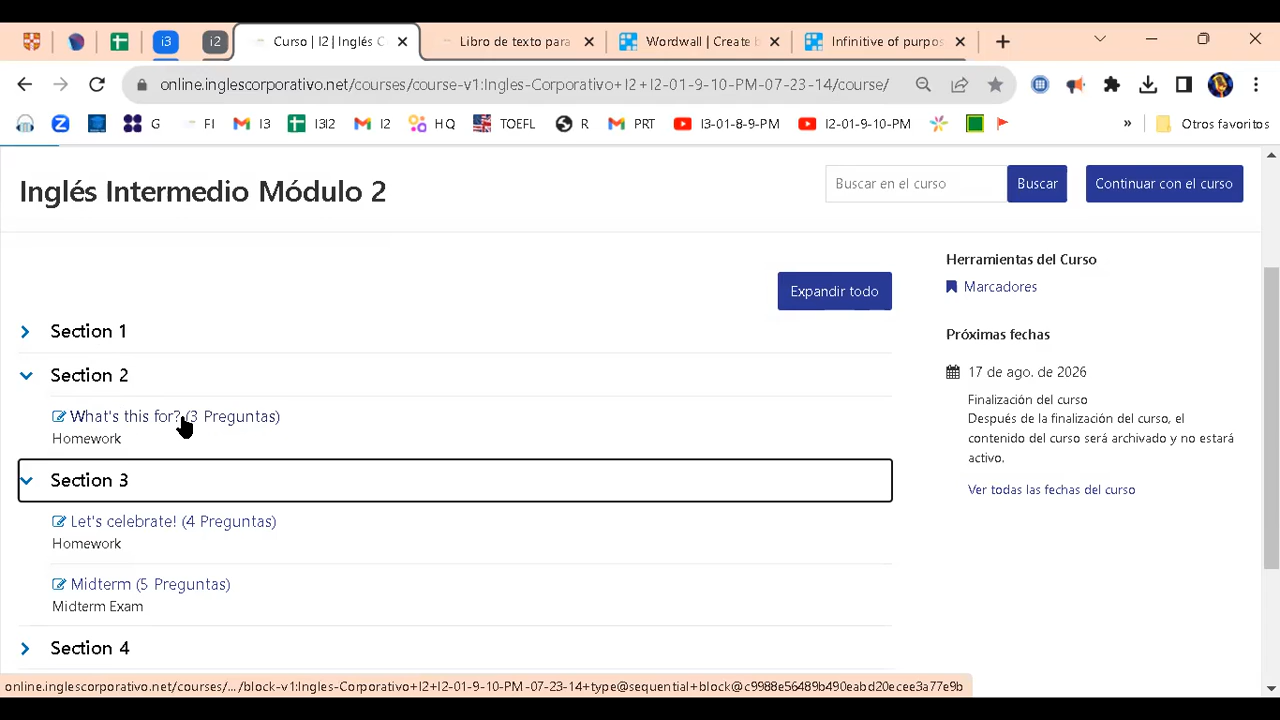 i3
i2
Curso | I2 | Inglés C
Libro de texto para
Wordwall | Create b
Infinitive of purpos
online.inglescorporativo.net/courses/course-v1:Ingles-Corporativo+I2+I2-01-9-10-PM-07-23-14/course/
G
FI
I3
I3I2
I2
HQ
TOEFL
R
PRT
I3-01-8-9-PM
I2-01-9-10-PM
»
Otros favoritos
Inglés Intermedio Módulo 2
Buscar en el curso
Buscar
Continuar con el curso
Expandir todo
Section 1
Section 2
What's this for? (3 Preguntas)
Homework
Section 3
Let's celebrate! (4 Preguntas)
Homework
Midterm (5 Preguntas)
Midterm Exam
Section 4
Herramientas del Curso
Marcadores
Próximas fechas
17 de ago. de 2026
Finalización del curso
Después de la finalización del curso, el
contenido del curso será archivado y no estará
activo.
Ver todas las fechas del curso
online.inglescorporativo.net/courses/.../block-v1:Ingles-Corporativo+I2+I2-01-9-10-PM-07-23-14+type@sequential+block@c9988e56489b490eabd20ecee3a77e9b